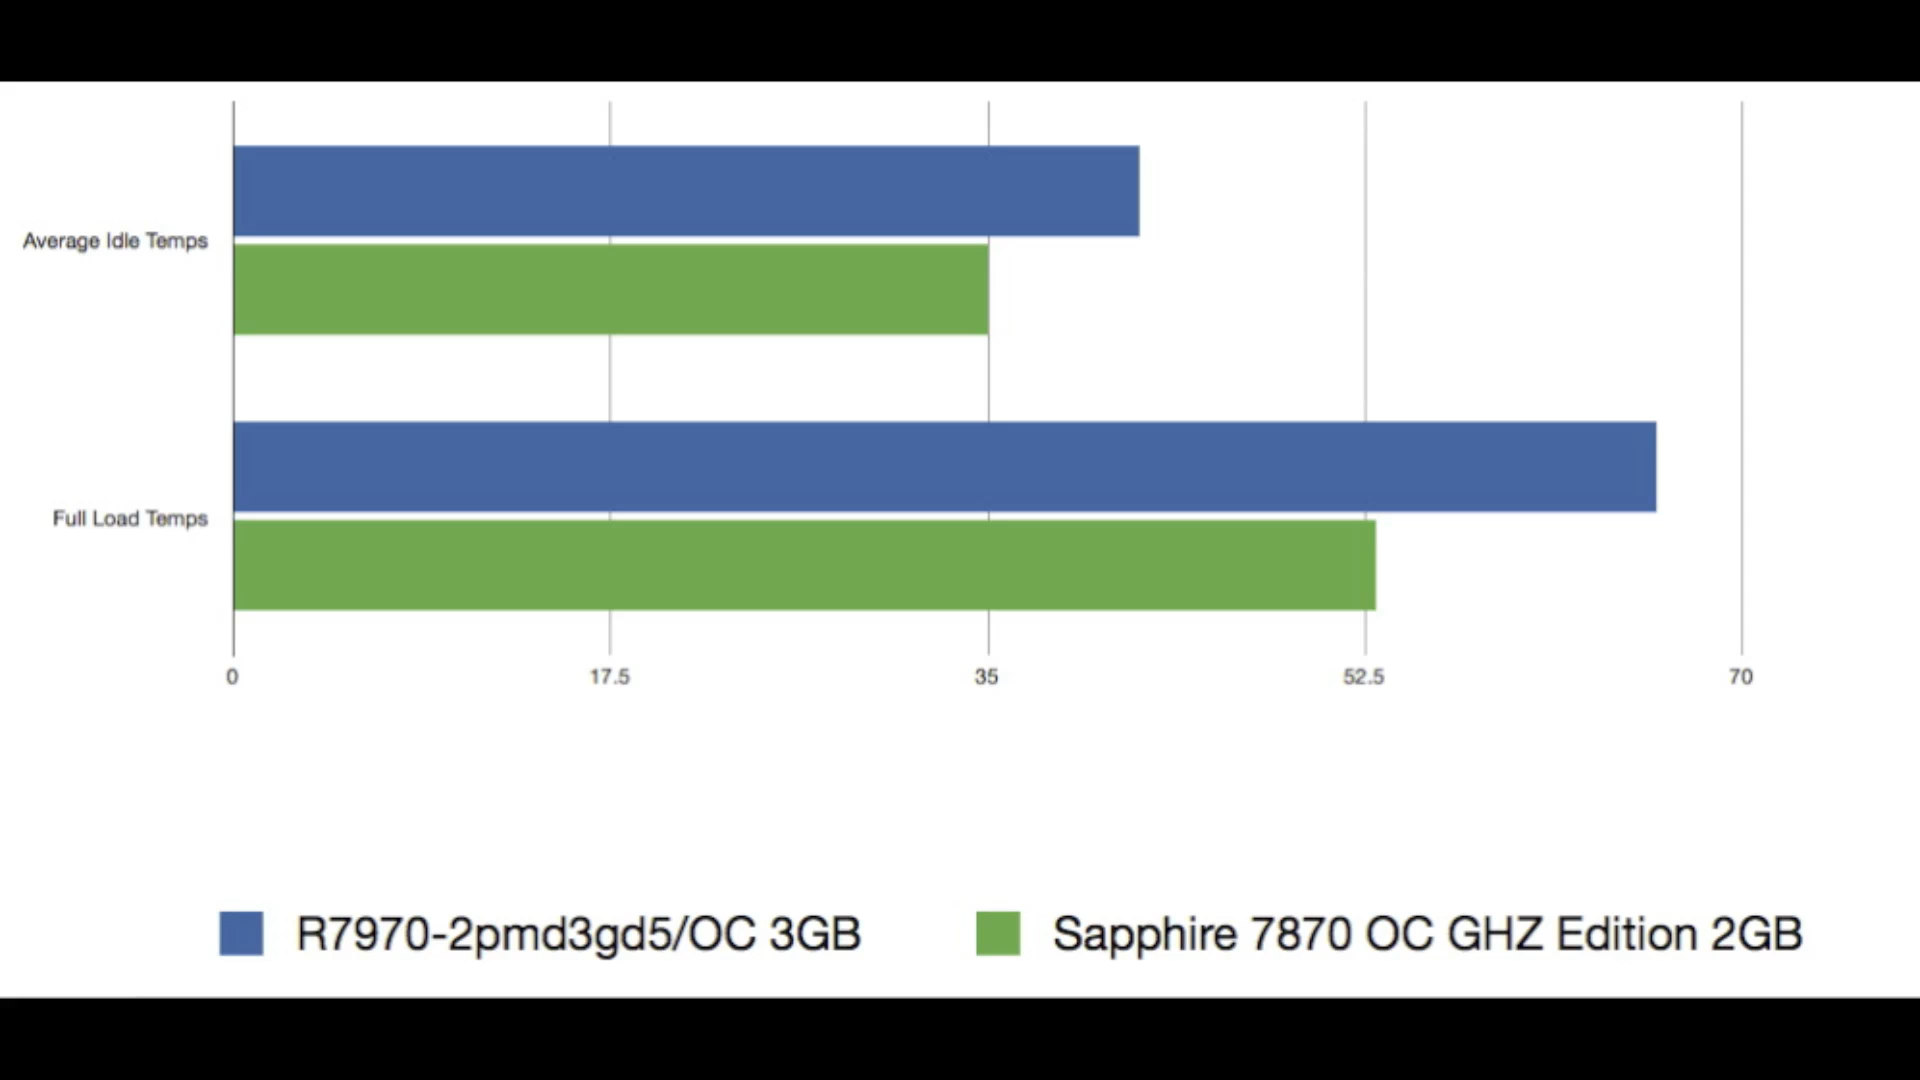 Average Idle Temps
Full Load Temps
0 17.5 35 52.5 70
R7970-2pmd3gd5/OC 3GB Sapphire 7870 OC GHZ Edition 2GB